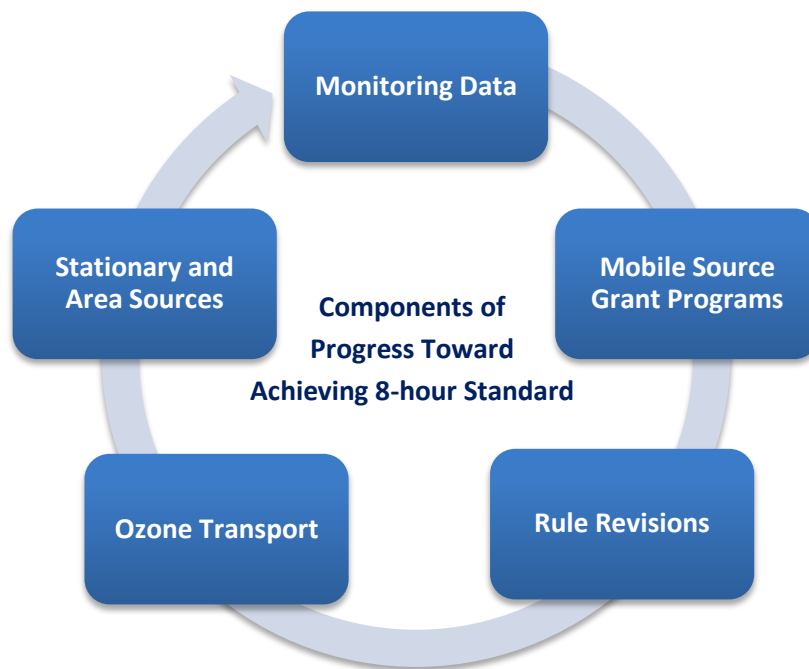 Monitoring Data
Mobile Source
Grant Programs
Rule Revisions
Ozone Transport
Stationary and
Area Sources
Components of
Progress Toward
Achieving 8-hour Standard